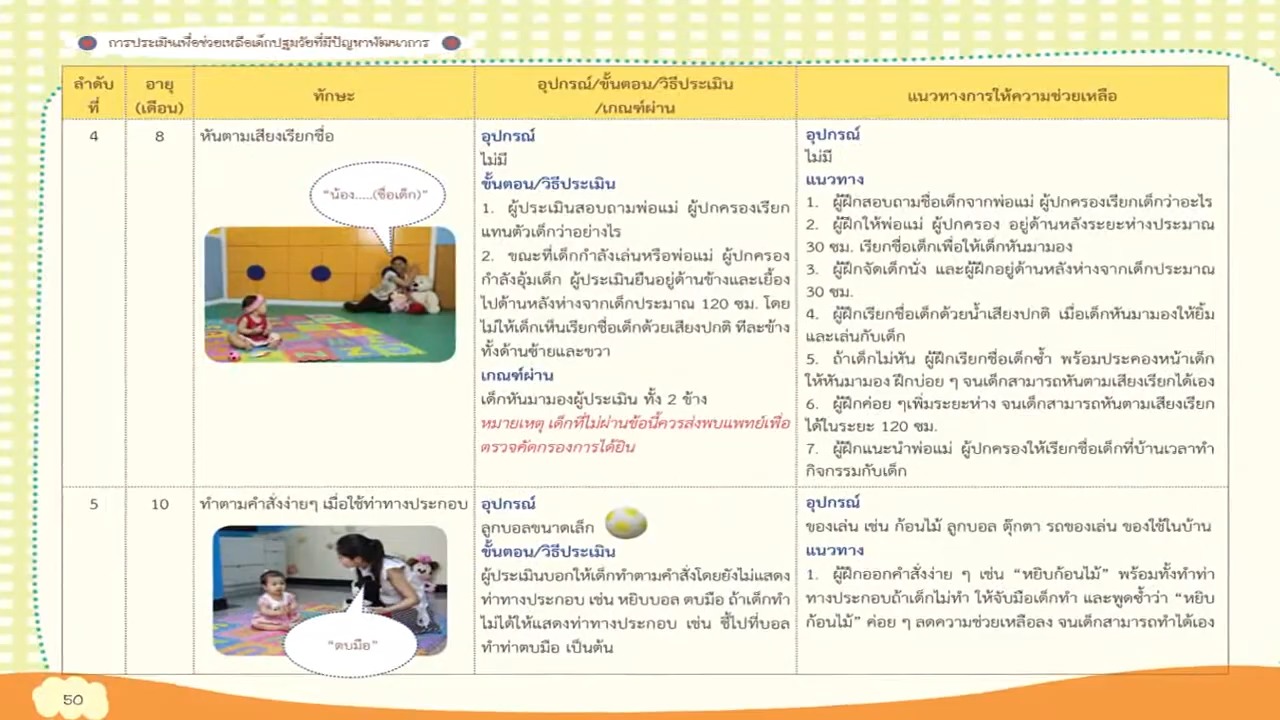 การประเมินเพื่อช่วยเหลือเด็กปฐมวัยที่มีปัญหาพัฒนาการ
ลำดับ
ที่
อายุ
(เดือน)
ทักษะ
อุปกรณ์/ขั้นตอน/วิธีประเมิน
/เกณฑ์ผ่าน
แนวทางการให้ความช่วยเหลือ
4
8
หันตามเสียงเรียกชื่อ
"น้อง.....(ชื่อเด็ก)"
อุปกรณ์
ไม่มี
ขั้นตอน/วิธีประเมิน
1. ผู้ประเมินสอบถามพ่อแม่ ผู้ปกครองเรียก
แทนตัวเด็กว่าอย่างไร
2. ขณะที่เด็กกำลังเล่นหรือพ่อแม่ ผู้ปกครอง
กำลังอุ้มเด็ก ผู้ประเมินยืนอยู่ด้านข้างและเยื้อง
ไปด้านหลังห่างจากเด็กประมาณ 120 ซม. โดย
ไม่ให้เด็กเห็นเรียกชื่อเด็กด้วยเสียงปกติ ทีละข้าง
ทั้งด้านซ้ายและขวา
เกณฑ์ผ่าน
เด็กหันมามองผู้ประเมิน ทั้ง 2 ข้าง
หมายเหตุ เด็กที่ไม่ผ่านข้อนี้ควรส่งพบแพทย์เพื่อ
ตรวจคัดกรองการได้ยิน
อุปกรณ์
ไม่มี
แนวทาง
1. ผู้ฝึกสอบถามชื่อเด็กจากพ่อแม่ ผู้ปกครองเรียกเด็กว่าอะไร
2. ผู้ฝึกให้พ่อแม่ ผู้ปกครอง อยู่ด้านหลังระยะห่างประมาณ
30 ซม. เรียกชื่อเด็กเพื่อให้เด็กหันมามอง
3. ผู้ฝึกจัดเด็กนั่ง และผู้ฝึกอยู่ด้านหลังห่างจากเด็กประมาณ
30 ซม.
4. ผู้ฝึกเรียกชื่อเด็กด้วยน้ำเสียงปกติ เมื่อเด็กหันมามองให้ยิ้ม
และเล่นกับเด็ก
5. ถ้าเด็กไม่หัน ผู้ฝึกเรียกชื่อเด็กซ้ำ พร้อมประคองหน้าเด็ก
ให้หันมามอง ฝึกบ่อย ๆ จนเด็กสามารถหันตามเสียงเรียกได้เอง
6. ผู้ฝึกค่อย ๆเพิ่มระยะห่าง จนเด็กสามารถหันตามเสียงเรียก
ได้ในระยะ 120 ซม.
7. ผู้ฝึกแนะนำพ่อแม่ ผู้ปกครองให้เรียกชื่อเด็กที่บ้านเวลาทำ
กิจกรรมกับเด็ก
5
10
ทำตามคำสั่งง่ายๆ เมื่อใช้ท่าทางประกอบ
"ตบมือ"
อุปกรณ์
ลูกบอลขนาดเล็ก
ขั้นตอน/วิธีประเมิน
ผู้ประเมินบอกให้เด็กทำตามคำสั่งโดยยังไม่แสดง
ท่าทางประกอบ เช่น หยิบบอล ตบมือ ถ้าเด็กทำ
ไม่ได้ให้แสดงท่าทางประกอบ เช่น ชี้ไปที่บอล
ทำท่าตบมือ เป็นต้น
อุปกรณ์
ของเล่น เช่น ก้อนไม้ ลูกบอล ตุ๊กตา รถของเล่น ของใช้ในบ้าน
แนวทาง
1. ผู้ฝึกออกคำสั่งง่าย ๆ เช่น "หยิบก้อนไม้" พร้อมทั้งทำท่า
ทางประกอบถ้าเด็กไม่ทำ ให้จับมือเด็กทำ และพูดซ้ำว่า "หยิบ
ก้อนไม้" ค่อย ๆ ลดความช่วยเหลือลง จนเด็กสามารถทำได้เอง
50